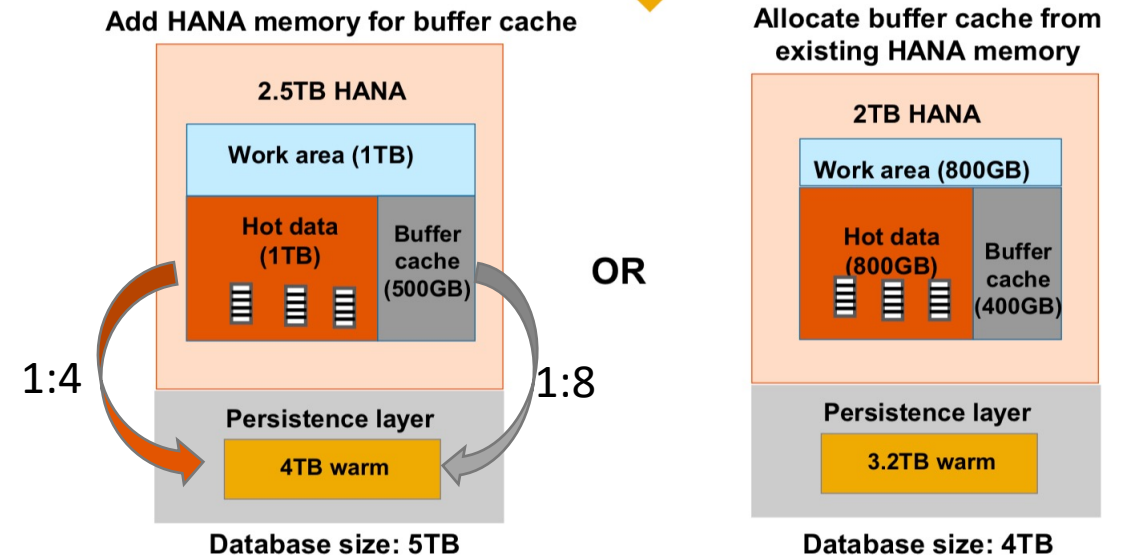 Add HANA memory for buffer cache
2.5TB HANA
Work area (1TB)
Hot data
(1TB)
Buffer
cache
(500GB)
1:4
1:8
Persistence layer
4TB warm
Database size: 5TB
OR
Allocate buffer cache from
existing HANA memory
2TB HANA
Work area (800GB)
Hot data
(800GB)
Buffer
cache
(400GB)
Persistence layer
3.2TB warm
Database size: 4TB